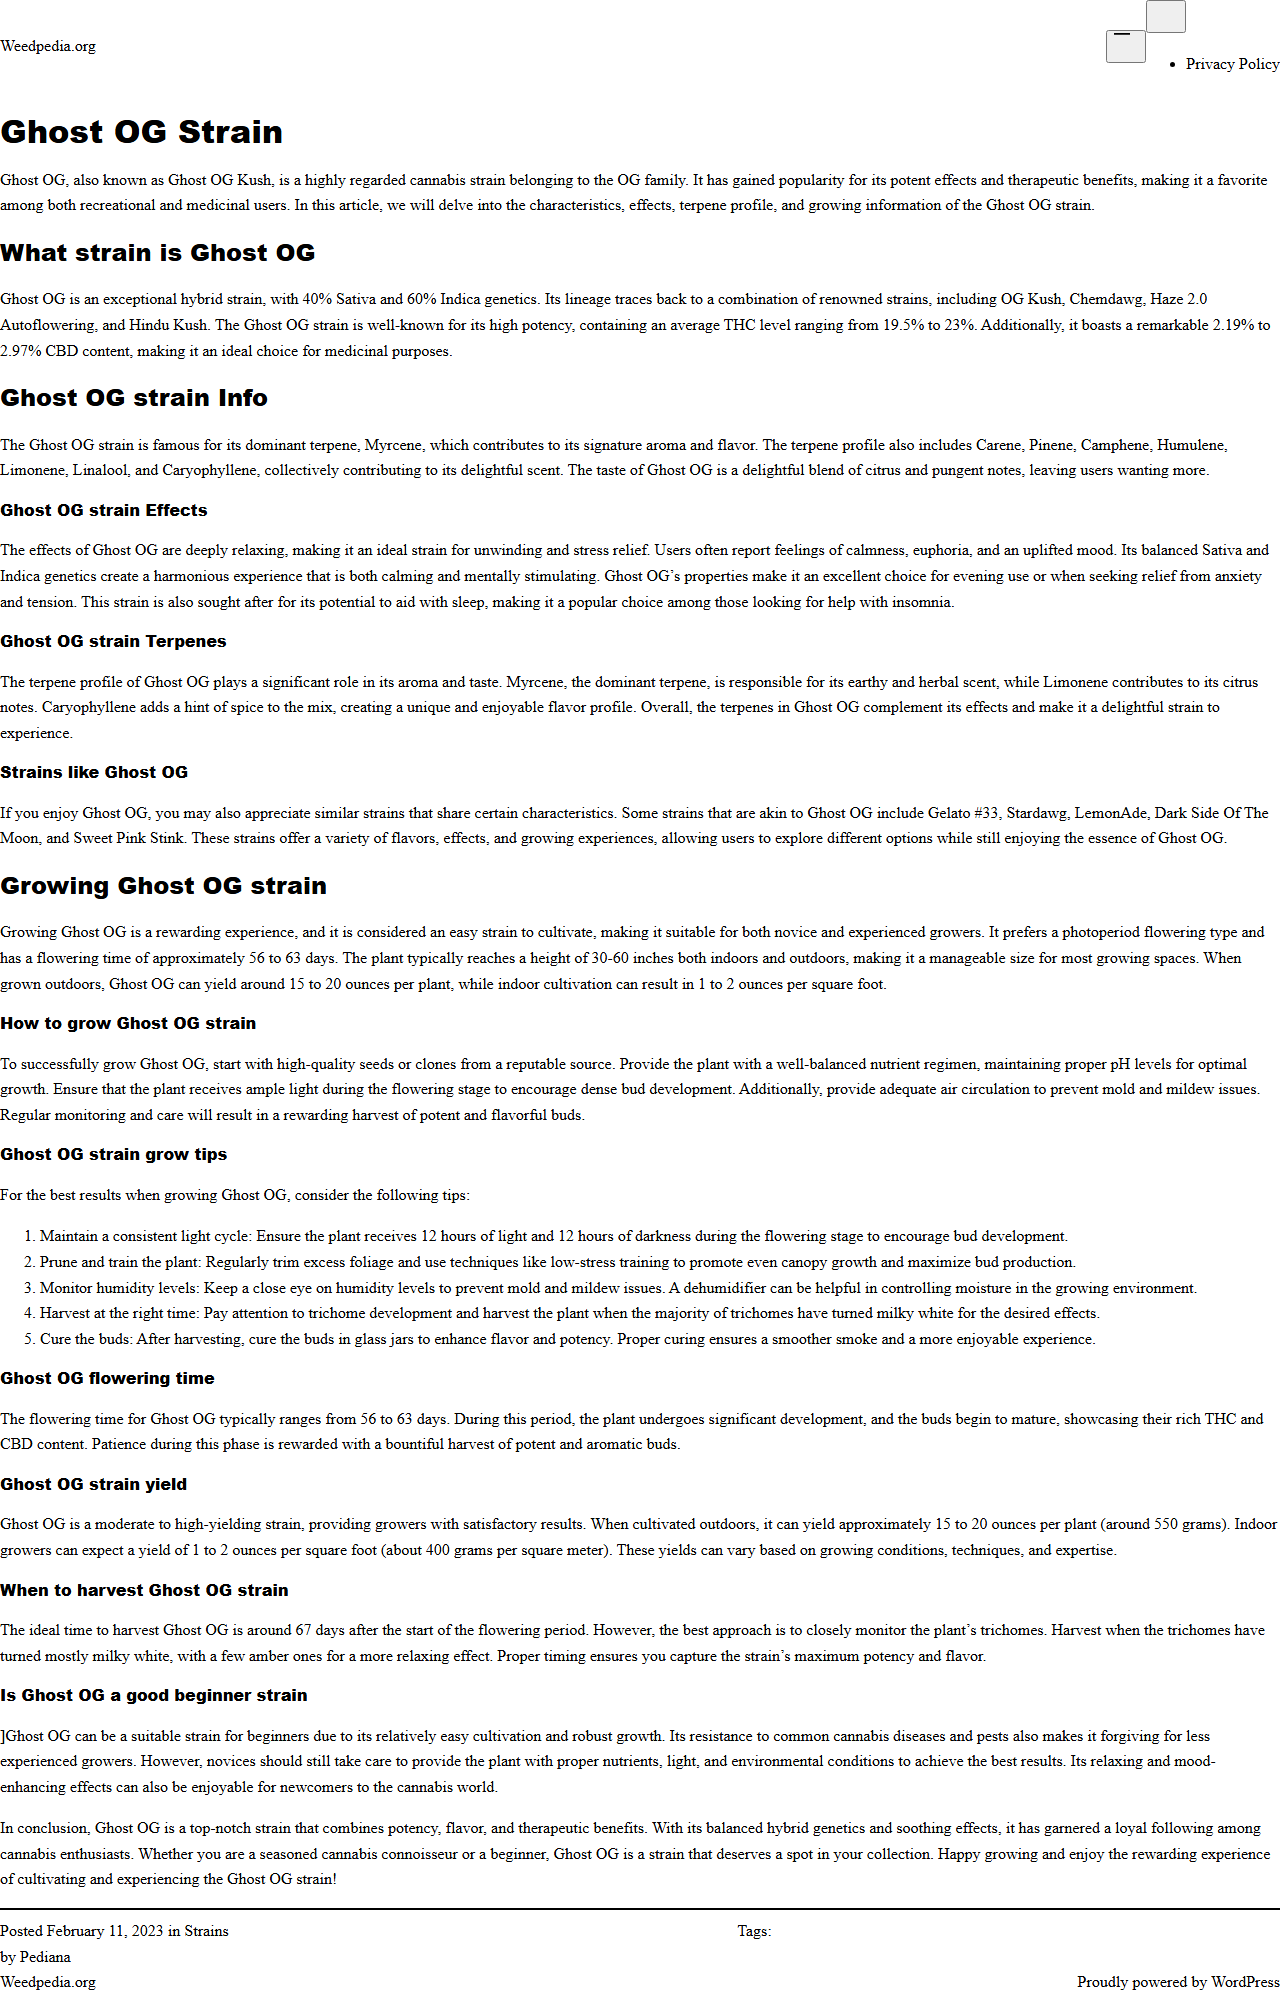 Weedpedia.org
• Privacy Policy
Ghost OG Strain
Ghost OG, also known as Ghost OG Kush, is a highly regarded cannabis strain belonging to the OG family. It has gained popularity for its potent effects and therapeutic benefits, making it a favorite
among both recreational and medicinal users. In this article, we will delve into the characteristics, effects, terpene profile, and growing information of the Ghost OG strain.
What strain is Ghost OG
Ghost OG is an exceptional hybrid strain, with 40% Sativa and 60% Indica genetics. Its lineage traces back to a combination of renowned strains, including OG Kush, Chemdawg, Haze 2.0
Autoflowering, and Hindu Kush. The Ghost OG strain is well-known for its high potency, containing an average THC level ranging from 19.5% to 23%. Additionally, it boasts a remarkable 2.19% to
2.97% CBD content, making it an ideal choice for medicinal purposes.
Ghost OG strain Info
The Ghost OG strain is famous for its dominant terpene, Myrcene, which contributes to its signature aroma and flavor. The terpene profile also includes Carene, Pinene, Camphene, Humulene,
Limonene, Linalool, and Caryophyllene, collectively contributing to its delightful scent. The taste of Ghost OG is a delightful blend of citrus and pungent notes, leaving users wanting more.
Ghost OG strain Effects
The effects of Ghost OG are deeply relaxing, making it an ideal strain for unwinding and stress relief. Users often report feelings of calmness, euphoria, and an uplifted mood. Its balanced Sativa and
Indica genetics create a harmonious experience that is both calming and mentally stimulating. Ghost OG’s properties make it an excellent choice for evening use or when seeking relief from anxiety
and tension. This strain is also sought after for its potential to aid with sleep, making it a popular choice among those looking for help with insomnia.
Ghost OG strain Terpenes
The terpene profile of Ghost OG plays a significant role in its aroma and taste. Myrcene, the dominant terpene, is responsible for its earthy and herbal scent, while Limonene contributes to its citrus
notes. Caryophyllene adds a hint of spice to the mix, creating a unique and enjoyable flavor profile. Overall, the terpenes in Ghost OG complement its effects and make it a delightful strain to
experience.
Strains like Ghost OG
If you enjoy Ghost OG, you may also appreciate similar strains that share certain characteristics. Some strains that are akin to Ghost OG include Gelato #33, Stardawg, LemonAde, Dark Side Of The
Moon, and Sweet Pink Stink. These strains offer a variety of flavors, effects, and growing experiences, allowing users to explore different options while still enjoying the essence of Ghost OG.
Growing Ghost OG strain
Growing Ghost OG is a rewarding experience, and it is considered an easy strain to cultivate, making it suitable for both novice and experienced growers. It prefers a photoperiod flowering type and
has a flowering time of approximately 56 to 63 days. The plant typically reaches a height of 30-60 inches both indoors and outdoors, making it a manageable size for most growing spaces. When
grown outdoors, Ghost OG can yield around 15 to 20 ounces per plant, while indoor cultivation can result in 1 to 2 ounces per square foot.
How to grow Ghost OG strain
To successfully grow Ghost OG, start with high-quality seeds or clones from a reputable source. Provide the plant with a well-balanced nutrient regimen, maintaining proper pH levels for optimal
growth. Ensure that the plant receives ample light during the flowering stage to encourage dense bud development. Additionally, provide adequate air circulation to prevent mold and mildew issues.
Regular monitoring and care will result in a rewarding harvest of potent and flavorful buds.
Ghost OG strain grow tips
For the best results when growing Ghost OG, consider the following tips:
1. Maintain a consistent light cycle: Ensure the plant receives 12 hours of light and 12 hours of darkness during the flowering stage to encourage bud development.
2. Prune and train the plant: Regularly trim excess foliage and use techniques like low-stress training to promote even canopy growth and maximize bud production.
3. Monitor humidity levels: Keep a close eye on humidity levels to prevent mold and mildew issues. A dehumidifier can be helpful in controlling moisture in the growing environment.
4. Harvest at the right time: Pay attention to trichome development and harvest the plant when the majority of trichomes have turned milky white for the desired effects.
5. Cure the buds: After harvesting, cure the buds in glass jars to enhance flavor and potency. Proper curing ensures a smoother smoke and a more enjoyable experience.
Ghost OG flowering time
The flowering time for Ghost OG typically ranges from 56 to 63 days. During this period, the plant undergoes significant development, and the buds begin to mature, showcasing their rich THC and
CBD content. Patience during this phase is rewarded with a bountiful harvest of potent and aromatic buds.
Ghost OG strain yield
Ghost OG is a moderate to high-yielding strain, providing growers with satisfactory results. When cultivated outdoors, it can yield approximately 15 to 20 ounces per plant (around 550 grams). Indoor
growers can expect a yield of 1 to 2 ounces per square foot (about 400 grams per square meter). These yields can vary based on growing conditions, techniques, and expertise.
When to harvest Ghost OG strain
The ideal time to harvest Ghost OG is around 67 days after the start of the flowering period. However, the best approach is to closely monitor the plant’s trichomes. Harvest when the trichomes have
turned mostly milky white, with a few amber ones for a more relaxing effect. Proper timing ensures you capture the strain’s maximum potency and flavor.
Is Ghost OG a good beginner strain
]Ghost OG can be a suitable strain for beginners due to its relatively easy cultivation and robust growth. Its resistance to common cannabis diseases and pests also makes it forgiving for less
experienced growers. However, novices should still take care to provide the plant with proper nutrients, light, and environmental conditions to achieve the best results. Its relaxing and mood-
enhancing effects can also be enjoyable for newcomers to the cannabis world.
In conclusion, Ghost OG is a top-notch strain that combines potency, flavor, and therapeutic benefits. With its balanced hybrid genetics and soothing effects, it has garnered a loyal following among
cannabis enthusiasts. Whether you are a seasoned cannabis connoisseur or a beginner, Ghost OG is a strain that deserves a spot in your collection. Happy growing and enjoy the rewarding experience
of cultivating and experiencing the Ghost OG strain!
Posted February 11, 2023 in Strains
by Pediana
Tags:
Weedpedia.org
Proudly powered by WordPress